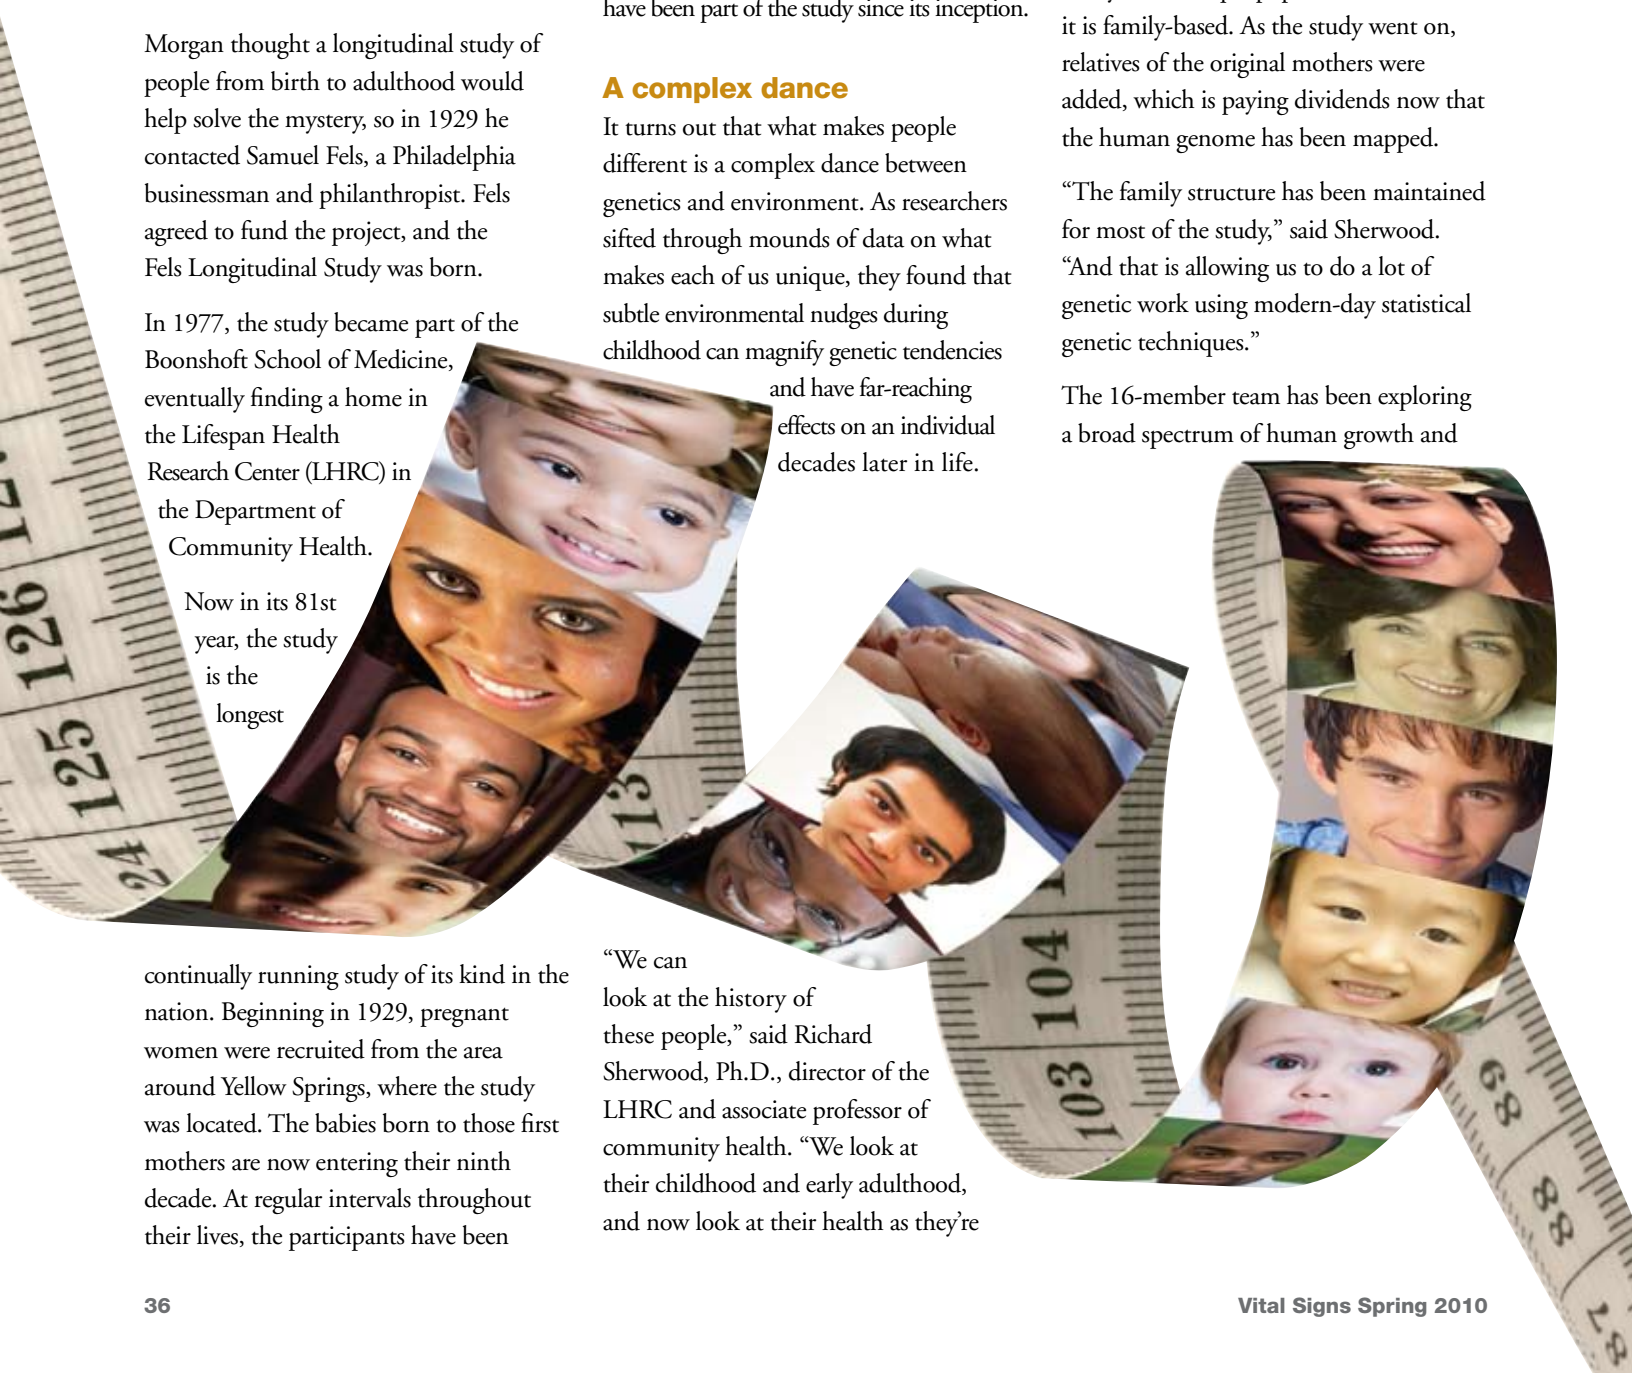 Morgan thought a longitudinal study of
people from birth to adulthood would
help solve the mystery, so in 1929 he
contacted Samuel Fels, a Philadelphia
businessman and philanthropist. Fels
agreed to fund the project, and the
Fels Longitudinal Study was born.
In 1977, the study became part of the
Boonshoft School of Medicine,
eventually finding a home in
the Lifespan Health
Research Center (LHRC) in
the Department of
Community Health.
Now in its 81st
year, the study
is the
longest
continually running study of its kind in the
nation. Beginning in 1929, pregnant
women were recruited from the area
around Yellow Springs, where the study
was located. The babies born to those first
mothers are now entering their ninth
decade. At regular intervals throughout
their lives, the participants have been
have been part of the study since its inception.
A complex dance
It turns out that what makes people
different is a complex dance between
genetics and environment. As researchers
sifted through mounds of data on what
makes each of us unique, they found that
subtle environmental nudges during
childhood can magnify genetic tendencies
and have far-reaching
effects on an individual
decades later in life.
“We can
look at the history of
these people,” said Richard
Sherwood, Ph.D., director of the
LHRC and associate professor of
community health. “We look at
their childhood and early adulthood,
and now look at their health as they’re
it is family-based. As the study went on,
relatives of the original mothers were
added, which is paying dividends now that
the human genome has been mapped.
“The family structure has been maintained
for most of the study,” said Sherwood.
“And that is allowing us to do a lot of
genetic work using modern-day statistical
genetic techniques.”
The 16-member team has been exploring
a broad spectrum of human growth and
126
125
24
113
104
103
89
88
87
36
Vital Signs Spring 2010